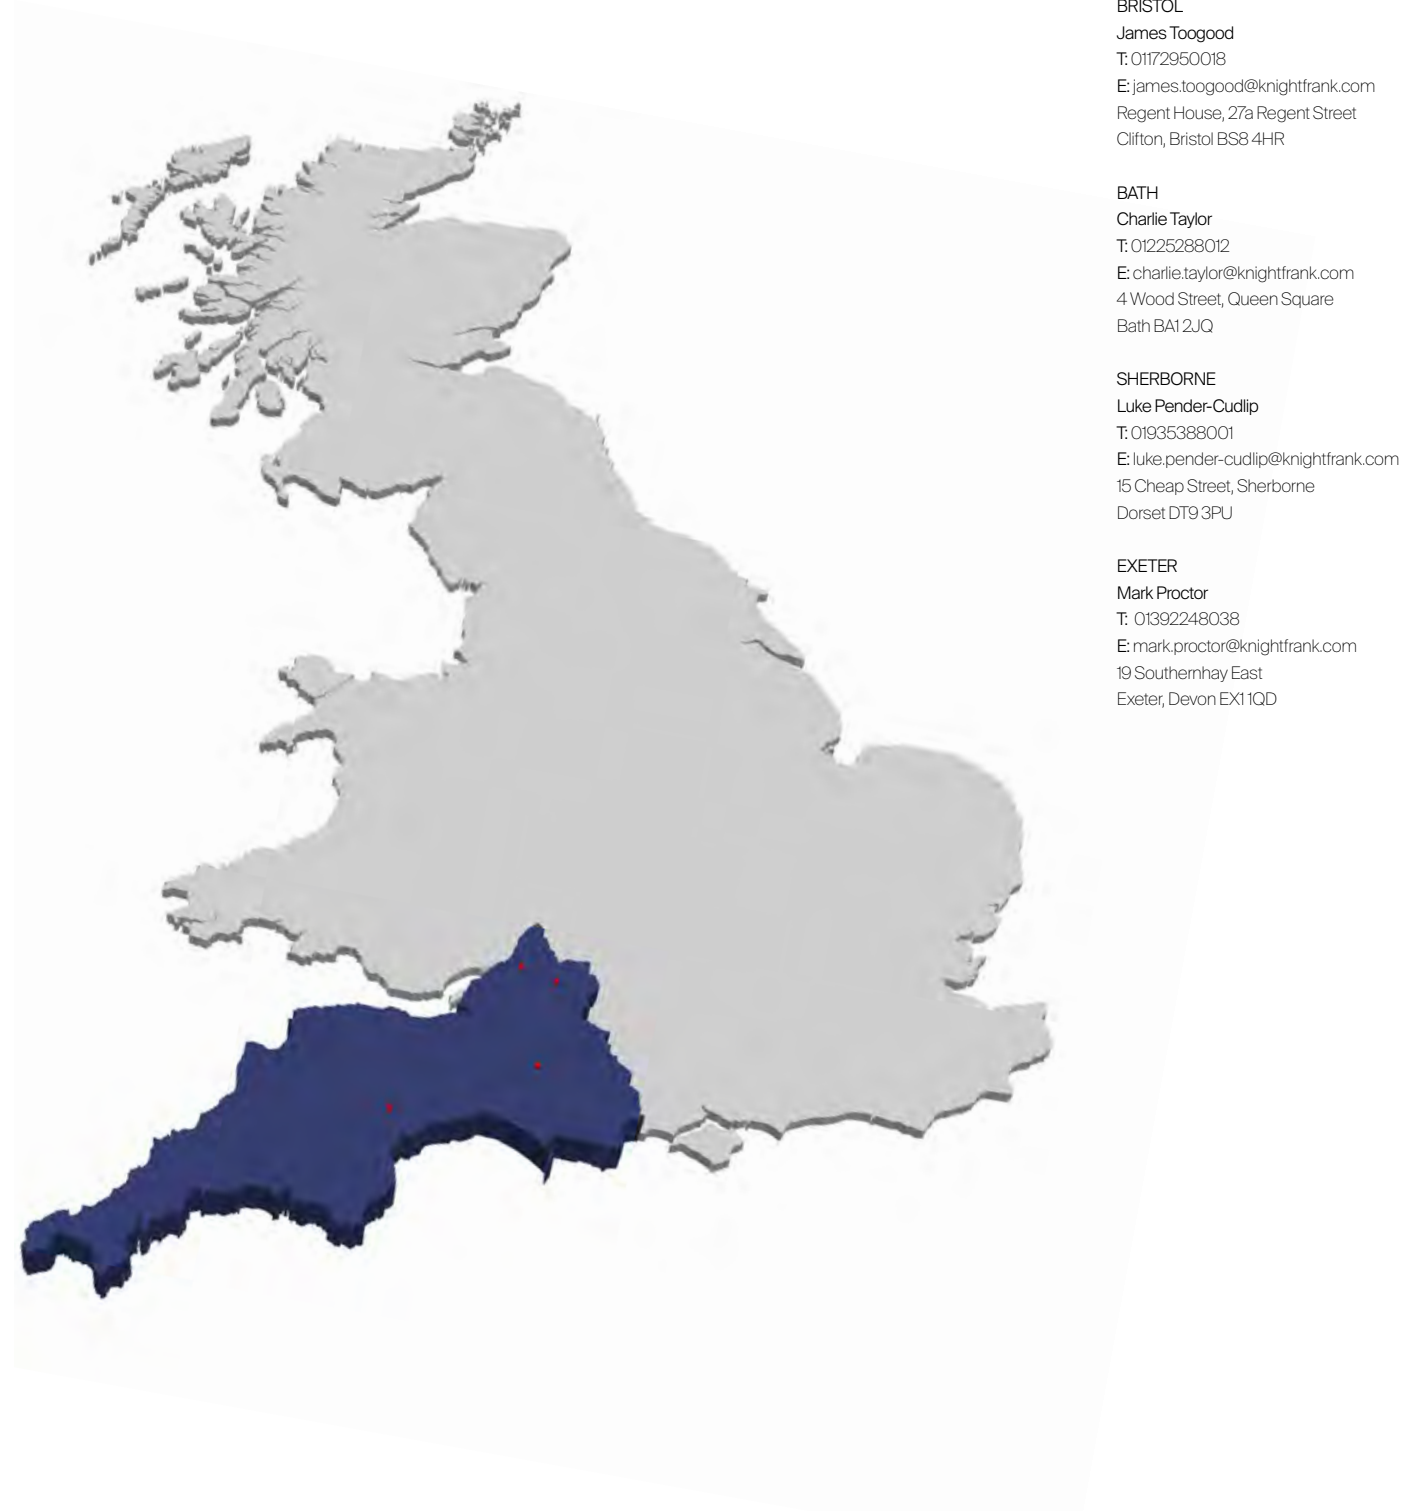 BRISTOL
James Toogood
T: 01172950018
E: james.toogood@knightfrank.com
Regent House, 27a Regent Street
Clifton, Bristol BS8 4HR
BATH
Charlie Taylor
T: 01225288012
E: charlie.taylor@knightfrank.com
4 Wood Street, Queen Square
Bath BA1 2JQ
SHERBORNE
Luke Pender-Cudlip
T: 01935388001
E: luke.pender-cudlip@knightfrank.com
15 Cheap Street, Sherborne
Dorset DT9 3PU
EXETER
Mark Proctor
T: 01392248038
E: mark.proctor@knightfrank.com
19 Southernhay East
Exeter, Devon EX1 1QD